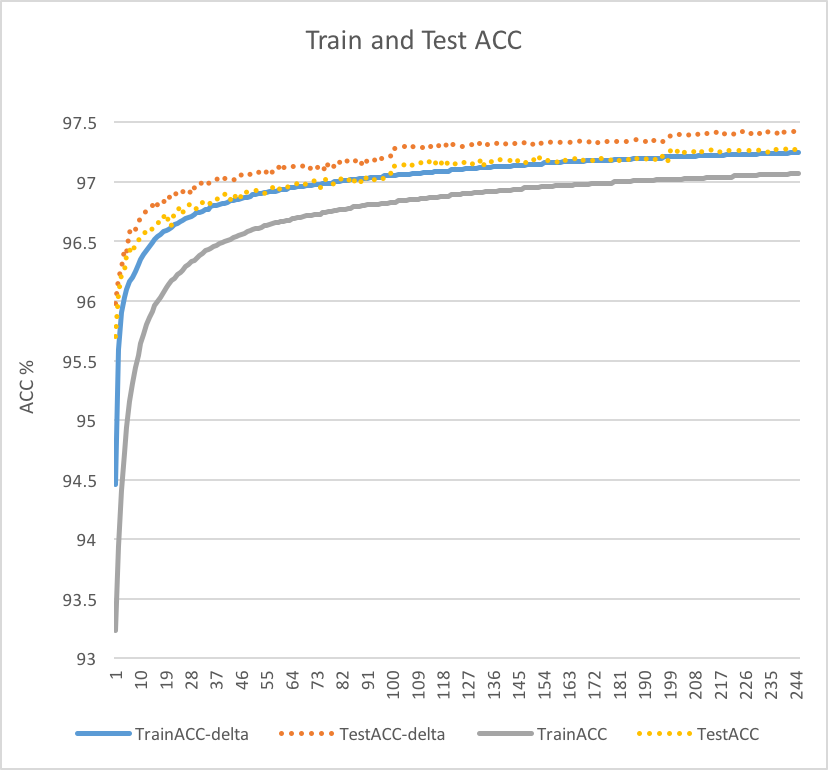 Train and Test ACC
97.5
97
96.5
96
95.5
95
94.5
94
93.5
93
ACC %
1 10 19 28 37 46 55 64 73 82 91 100 109 118 127 136 145 154 163 172 181 190 199 208 217 226 235 244
TrainACC-delta TestACC-delta TrainACC TestACC